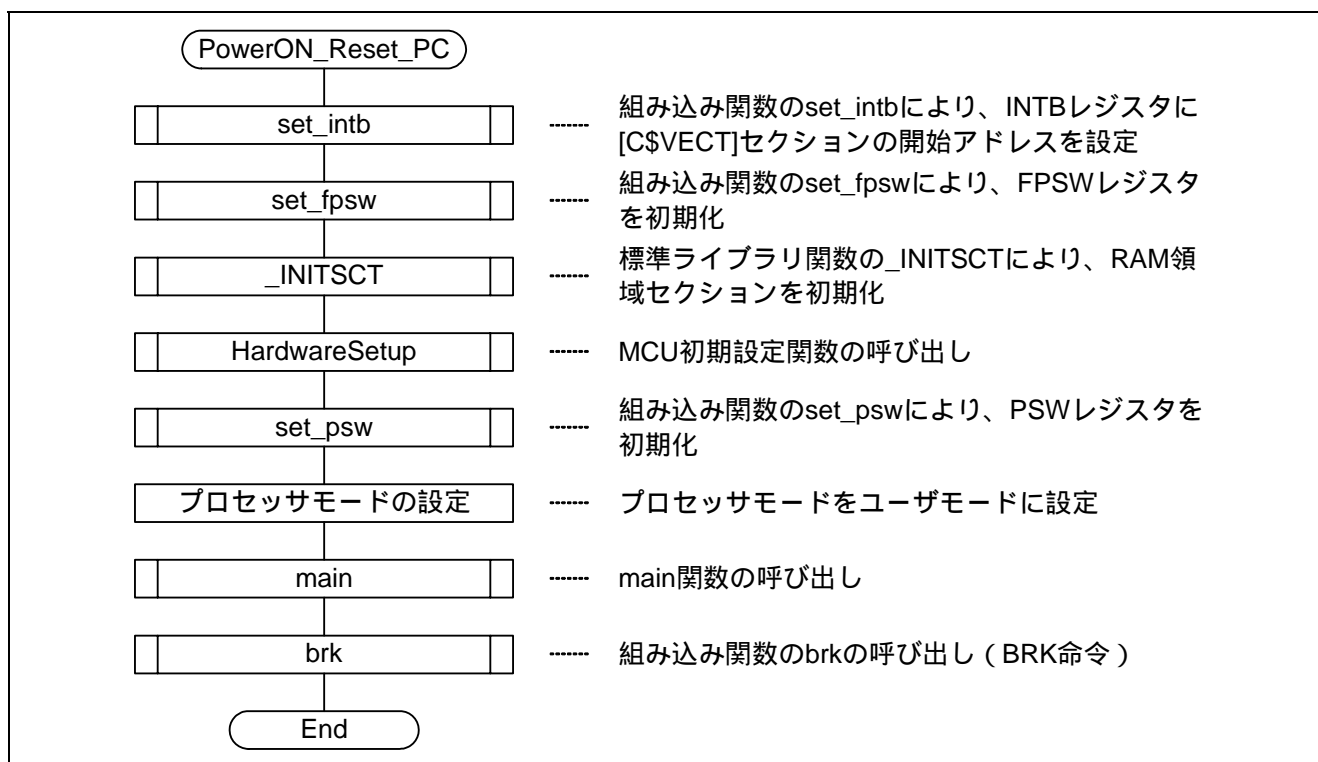 PowerON_Reset_PC
set_intb
組み込み関数のset_intbにより、INTBレジスタに
[C$VECT]セクションの開始アドレスを設定
set_fpsw
組み込み関数のset_fpswにより、FPSWレジスタ
を初期化
_INITSCT
標準ライブラリ関数の_INITSCTにより、RAM領
域セクションを初期化
HardwareSetup
MCU初期設定関数の呼び出し
set_psw
組み込み関数のset_pswにより、PSWレジスタを
初期化
プロセッサモードの設定
プロセッサモードをユーザモードに設定
main
main関数の呼び出し
brk
組み込み関数のbrkの呼び出し(BRK命令)
End